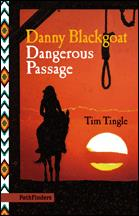 Danny Blackgoat
Dangerous
Passage
Tim Tingle
PathFinders